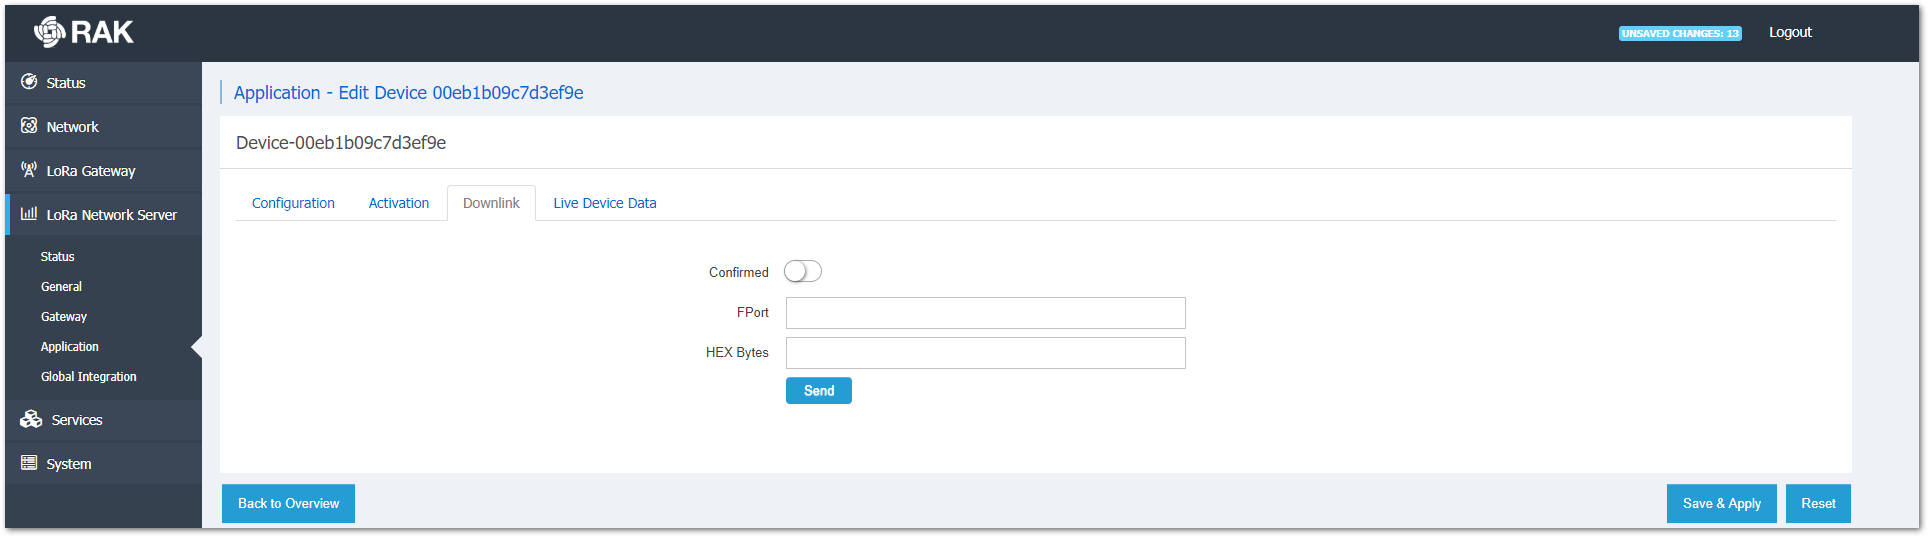 RAK
UNSAVED CHANGES: 13
Logout
Status
Network
LoRa Gateway
LoRa Network Server
Status
General
Gateway
Application
Global Integration
Services
System
Application - Edit Device 00eb1b09c7d3ef9e
Device-00eb1b09c7d3ef9e
Configuration
Activation
Downlink
Live Device Data
Confirmed
FPort
HEX Bytes
Send
Back to Overview
Save & Apply
Reset